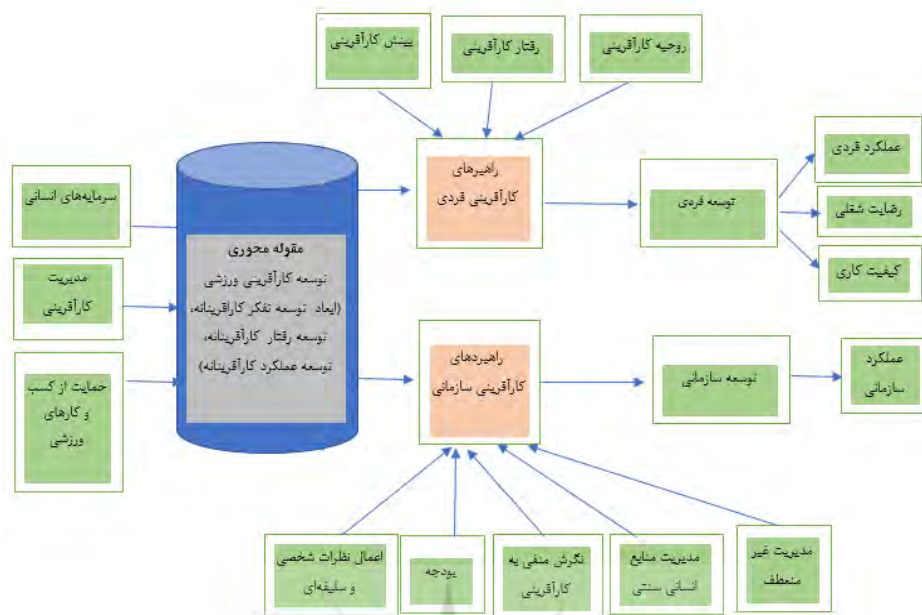 بینش کارآفرینی
رفتار کارآفرینی
روحیه کارآفرینی
سرمایه‌های انسانی
مدیریت
کارآفرینی
حمایت از کسب
و کارهای
ورزشی
مقوله محوری
توسعه کارآفرینی ورزشی
(ابعاد توسعه تفکر کارافرینانه،
توسعه رفتار کارآفرینانه،
توسعه عملکرد کارآفرینانه)
راهبرهای
کارآفرینی فردی
راهبردهای
کارآفرینی سازمانی
توسعه فردی
توسعه سازمانی
عملکرد فردی
رضایت شغلی
کیفیت کاری
عملکرد
سازمانی
اعمال نظرات شخصی
و سلیقه‌ای
بودجه
نگرش منفی به
کارآفرینی
مدیریت منابع
انسانی سنتی
مدیریت غیر
منعطف